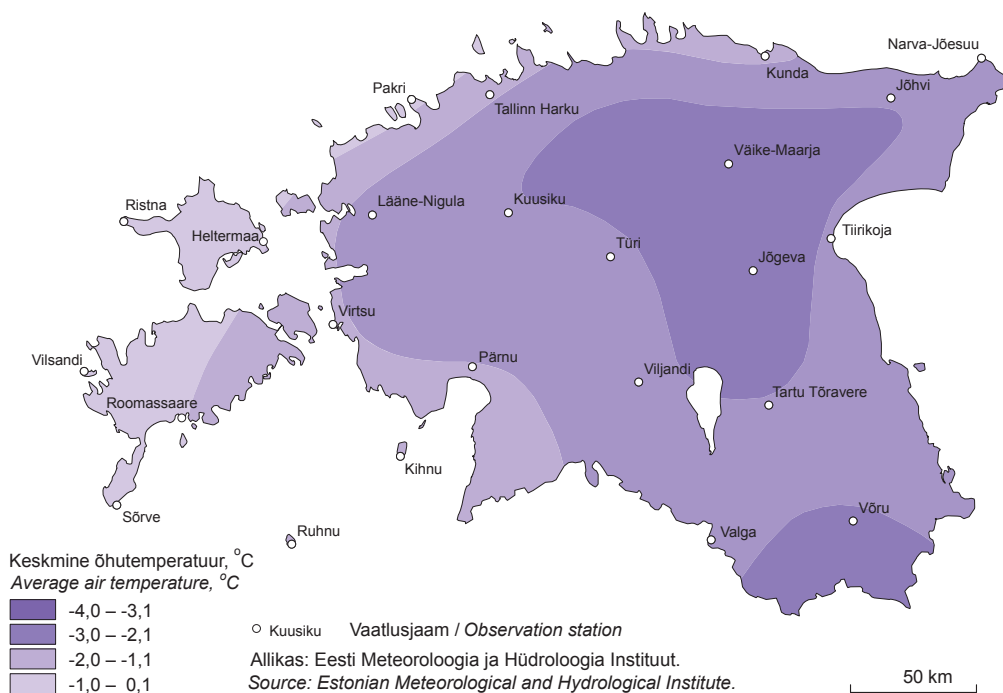 Narva-Jõesuu
Kunda
Pakri
Jõhvi
Tallinn Harku
Väike-Maarja
Ristna
Lääne-Nigula
Kuusiku
Heltermaa
Tiirikoja
Türi
Jõgeva
Virtsu
Vilsandi
Pärnu
Viljandi
Roomassaare
Tartu Tõravere
Kihnu
Sõrve
Võru
Ruhnu
Valga
Keskmine õhutemperatuur, °C
Average air temperature, °C
-4,0 – -3,1
-3,0 – -2,1
-2,0 – -1,1
-1,0 – 0,1
Kuusiku Vaatlusjaam / Observation station
Allikas: Eesti Meteoroloogia ja Hüdroloogia Instituut.
Source: Estonian Meteorological and Hydrological Institute.
50 km